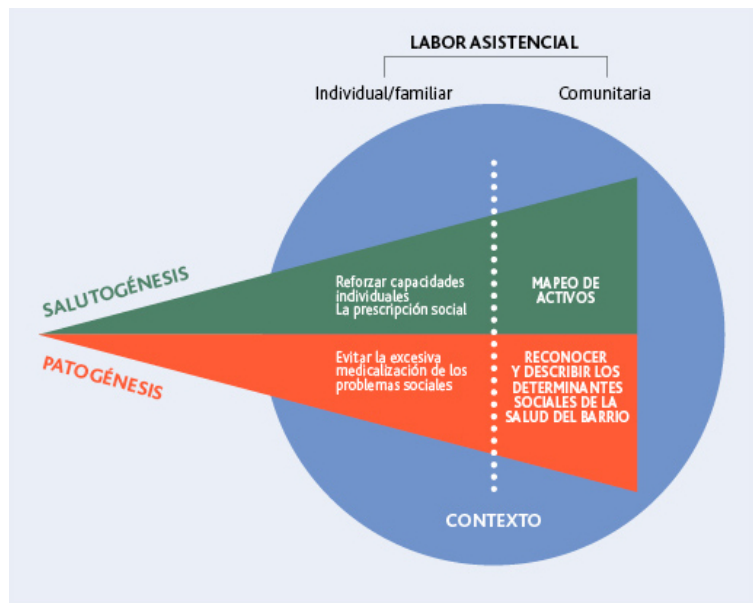 LABOR ASISTENCIAL
Individual/familiar
Comunitaria
SALUTOGÉNESIS
Reforzar capacidades
individuales
La prescripción social
MAPEO DE
ACTIVOS
PATOGÉNESIS
Evitar la excesiva
medicalización de los
problemas sociales
RECONOCER
Y DESCRIBIR LOS
DETERMINANTES
SOCIALES DE LA
SALUD DEL BARRIO
CONTEXTO